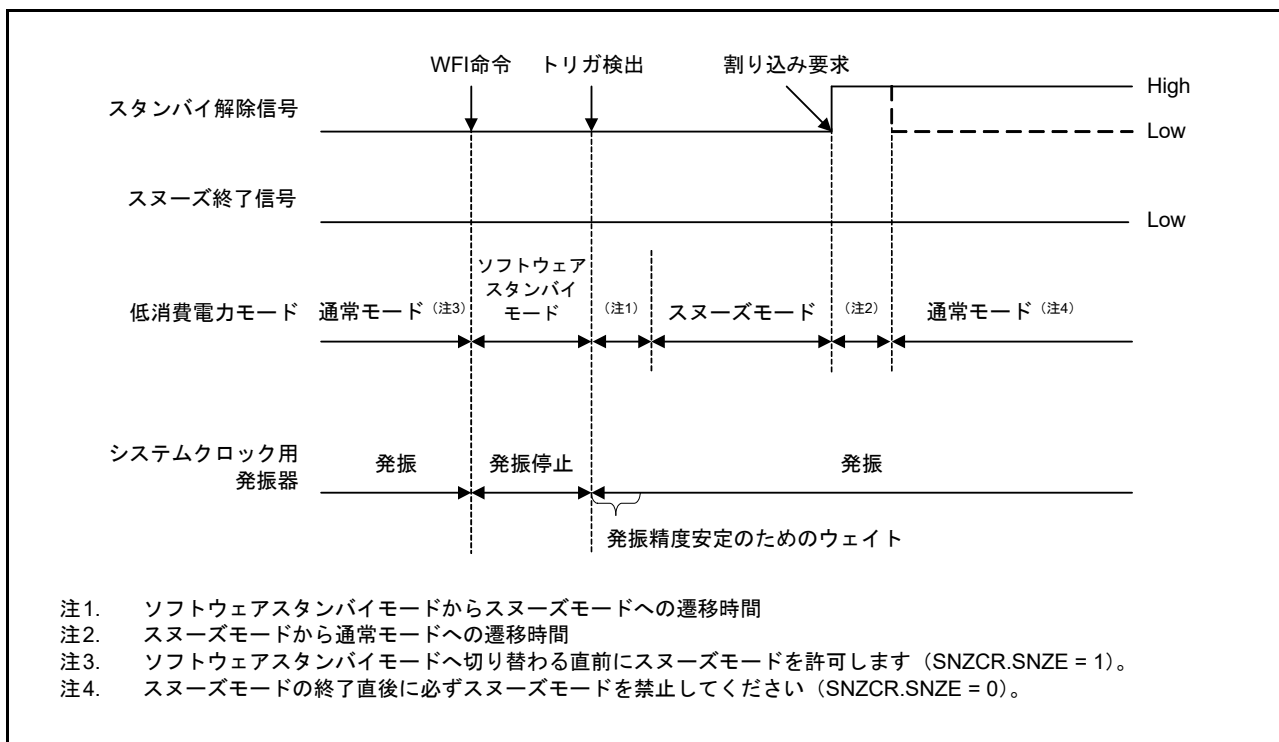 WFI命令 トリガ検出 割り込み要求
スタンバイ解除信号
High
Low
スヌーズ終了信号
Low
低消費電力モード
通常モード（注3）
ソフトウェア
スタンバイ
モード
（注1）
スヌーズモード
（注2）
通常モード（注4）
システムクロック用
発振器
発振
発振停止
発振
発振精度安定のためのウェイト
注1. ソフトウェアスタンバイモードからスヌーズモードへの遷移時間
注2. スヌーズモードから通常モードへの遷移時間
注3. ソフトウェアスタンバイモードへ切り替わる直前にスヌーズモードを許可します（SNZCR.SNZE = 1）。
注4. スヌーズモードの終了直後に必ずスヌーズモードを禁止してください（SNZCR.SNZE = 0）。